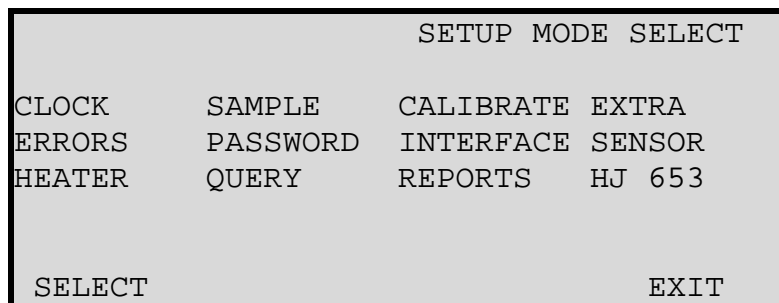 SETUP MODE SELECT
CLOCK SAMPLE CALIBRATE EXTRA
ERRORS PASSWORD INTERFACE SENSOR
HEATER QUERY REPORTS HJ 653
SELECT EXIT